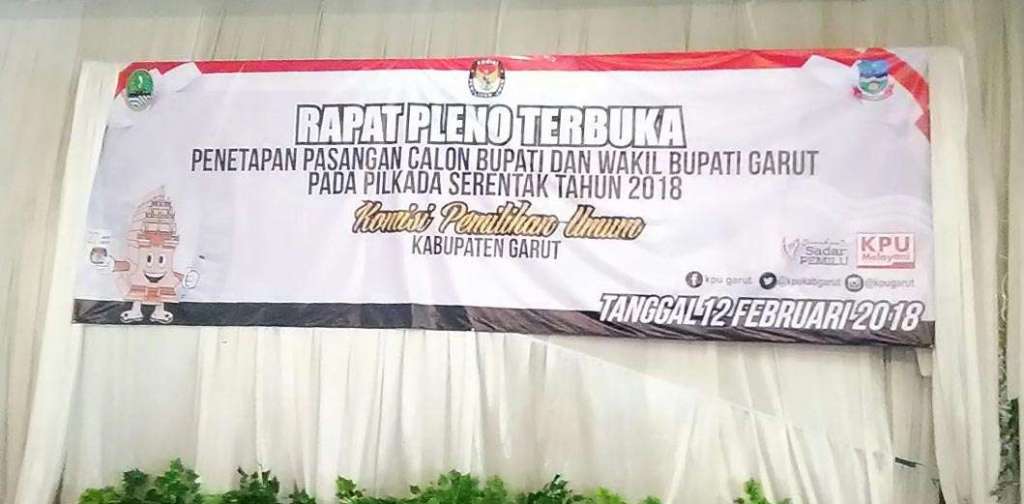 RAPAT PLENO TERBUKA
PENETAPAN PASANGAN CALON BUPATI DAN WAKIL BUPATI GARUT
PADA PILKADA SERENTAK TAHUN 2018
Komisi Pemilihan Umum
KABUPATEN GARUT
Sadar
PEMILU
KPU
Melayani
kpu garut @kpukabgarut @kpugarut
TANGGAL 12 FEBRUARI 2018